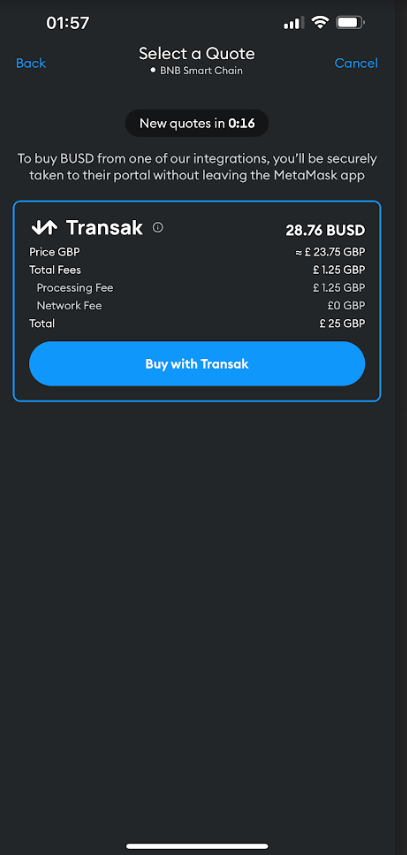 01:57
Select a Quote
Back
BNB Smart Chain
Cancel
New quotes in 0:16
To buy BUSD from one of our integrations, you'll be securely
taken to their portal without leaving the MetaMask app
Transak
28.76 BUSD
Price GBP ≈ £ 23.75 GBP
Total Fees £ 1.25 GBP
Processing Fee £ 1.25 GBP
Network Fee £0 GBP
Total £ 25 GBP
Buy with Transak